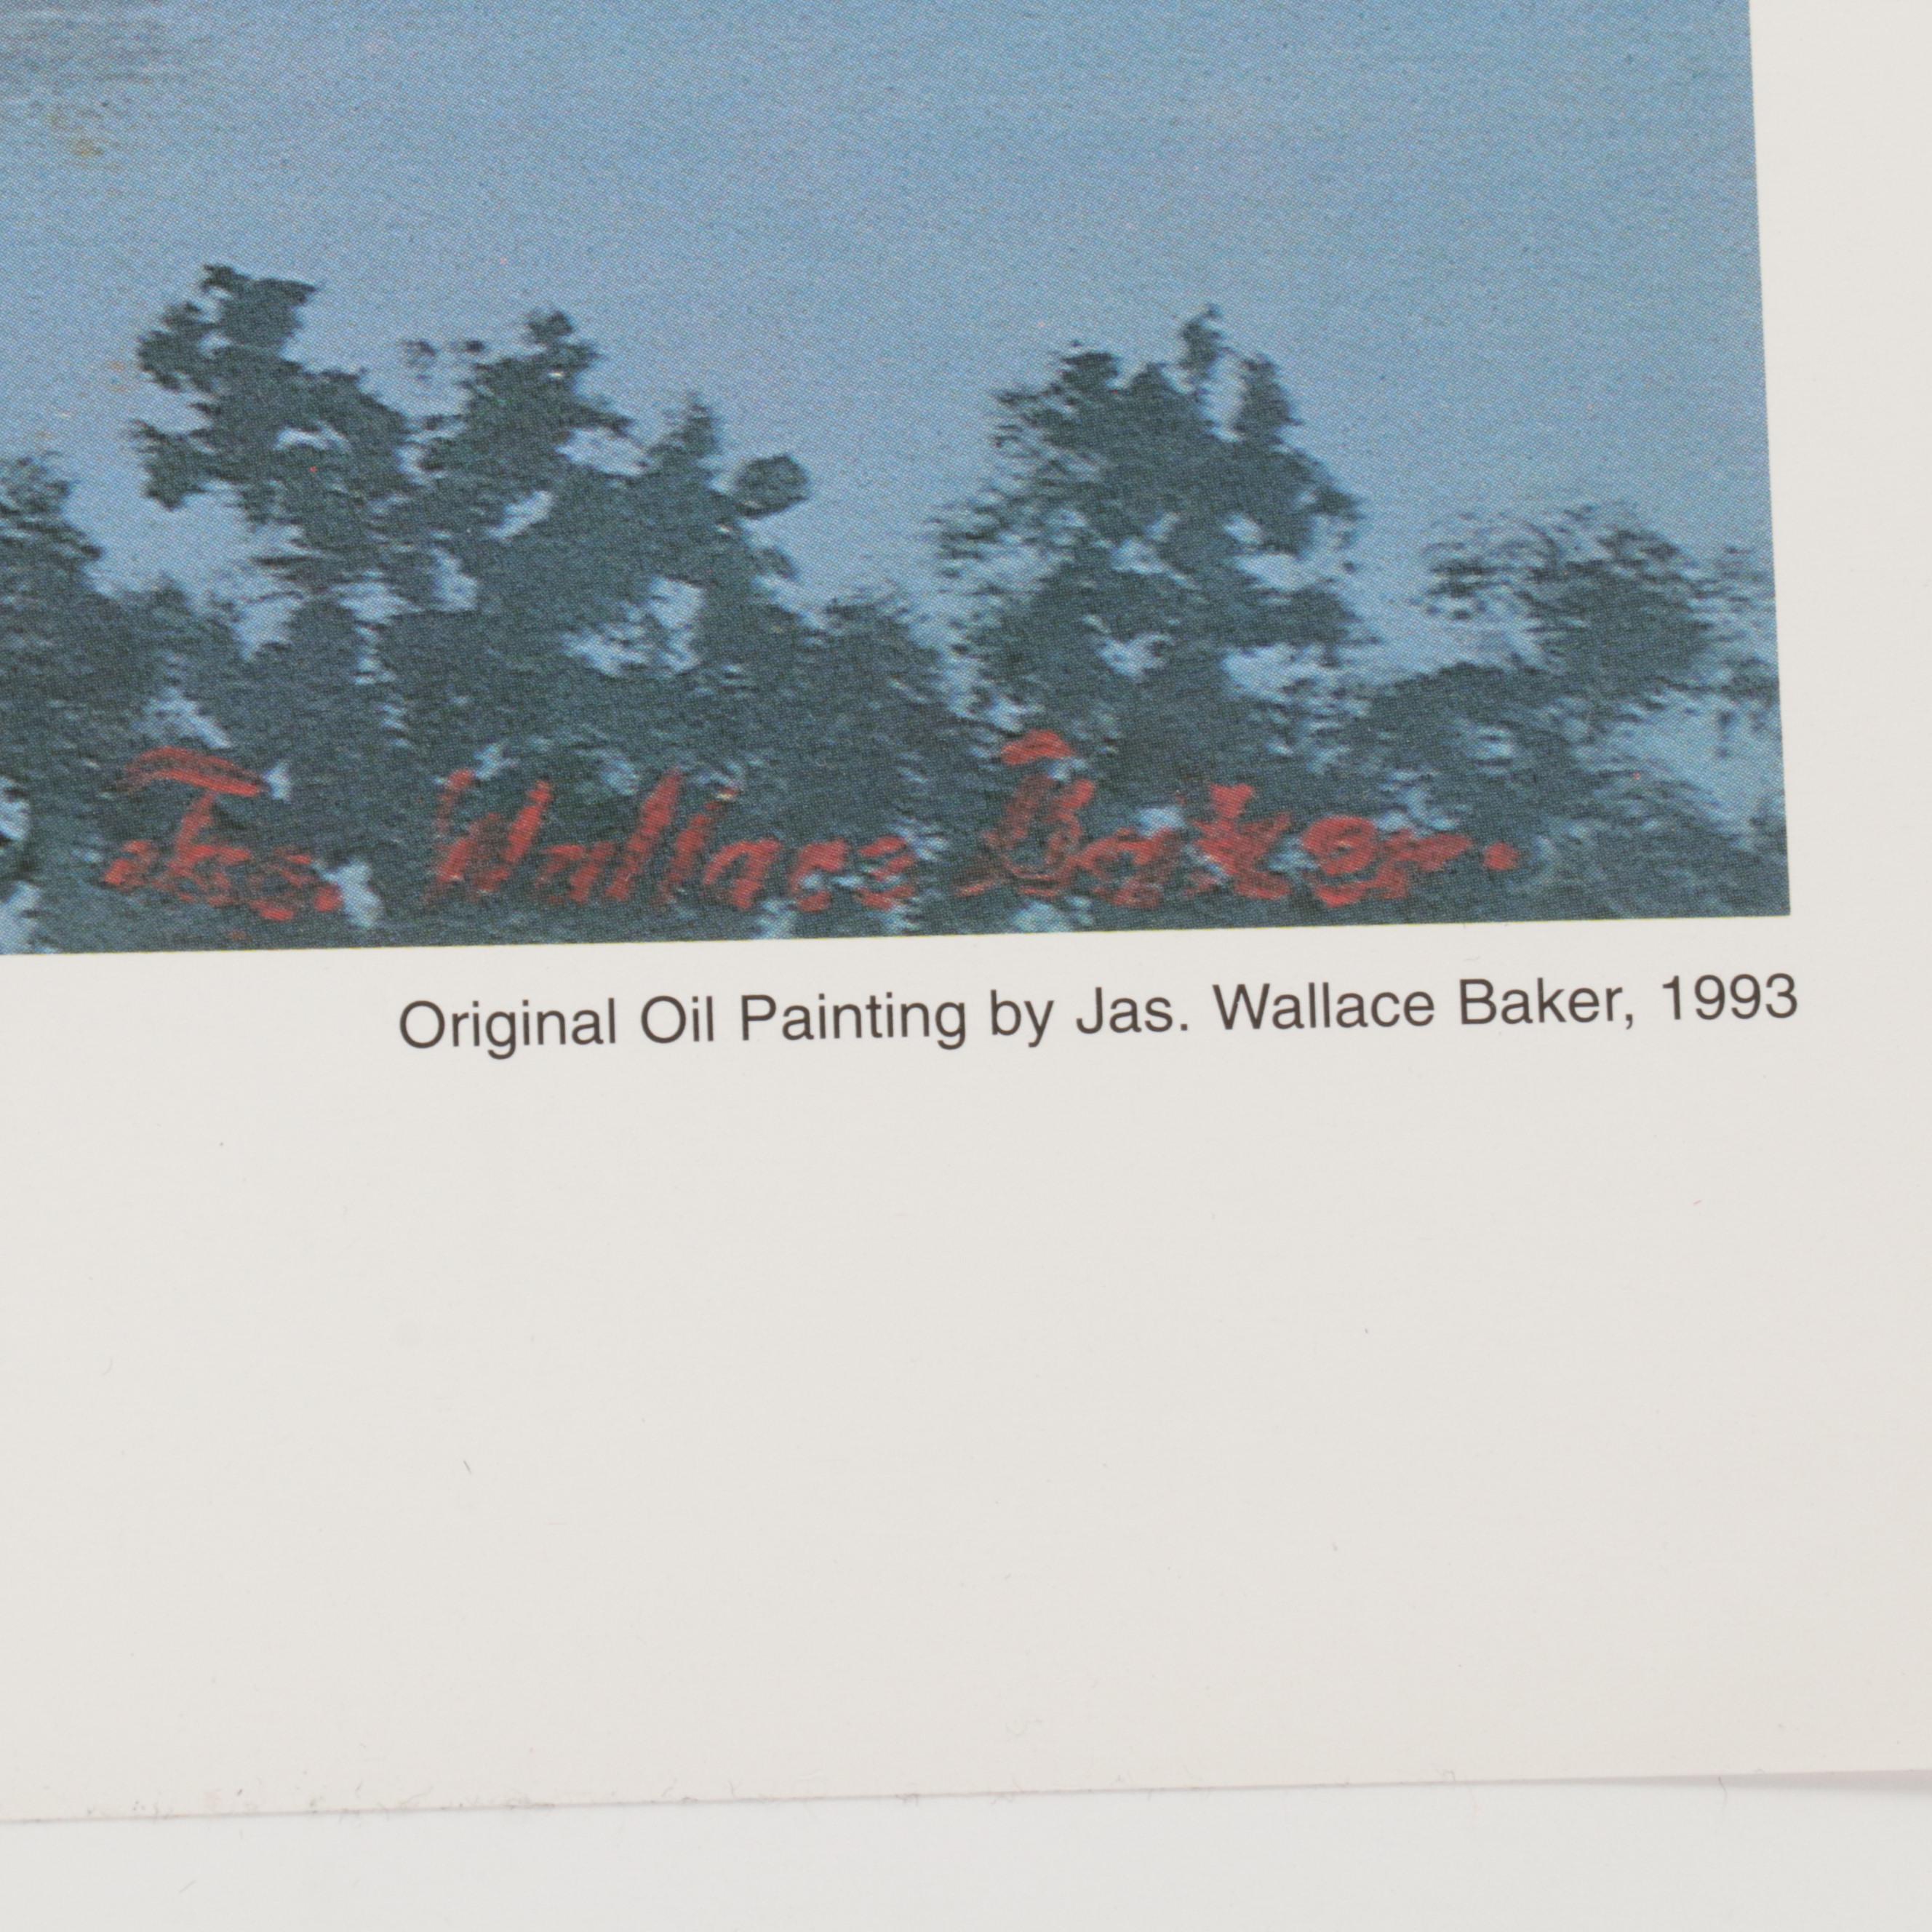 Jas. Wallace Baker.
Original Oil Painting by Jas. Wallace Baker, 1993